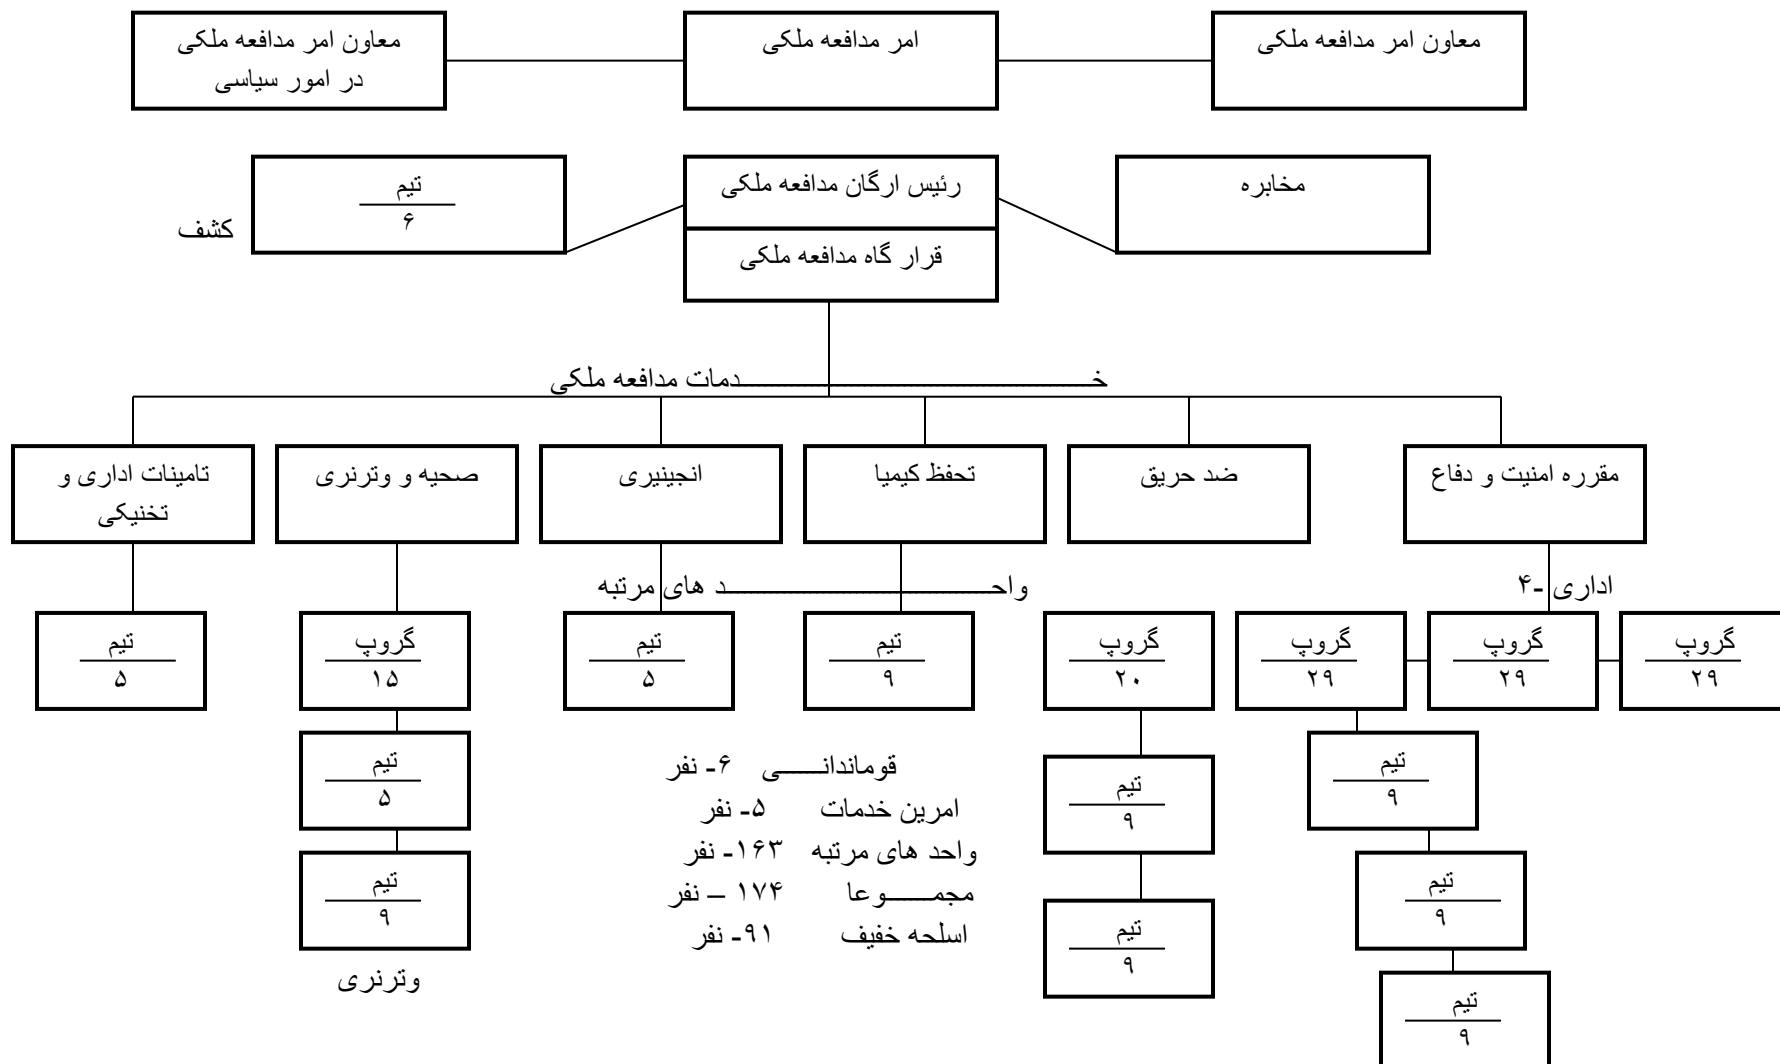 معاون امر مدافعه ملکی
امر مدافعه ملکی
معاون امر مدافعه ملکی
در امور سیاسی
مخابره
رئیس ارگان مدافعه ملکی
قرار گاه مدافعه ملکی
تیم
۶
کشف
خـــــــــدمات مدافعه ملکی
مقرره امنیت و دفاع
ضد حریق
تحفظ کیمیا
انجینیری
صحیه و وترنری
تامینات اداری و
تخنیکی
اداری -۴
واحـــــــــد های مرتبه
گروپ
۲۹
گروپ
۲۹
گروپ
۲۹
گروپ
۲۰
تیم
۹
تیم
۵
گروپ
۱۵
تیم
۵
تیم
۹
تیم
۹
تیم
۹
تیم
۹
تیم
۹
تیم
۵
تیم
۹
وترنری
قوماندانـــــی ۶- نفر
امرین خدمات ۵- نفر
واحد های مرتبه ۱۶۳- نفر
مجمـــــوعا ۱۷۴ – نفر
اسلحه خفیف ۹۱- نفر